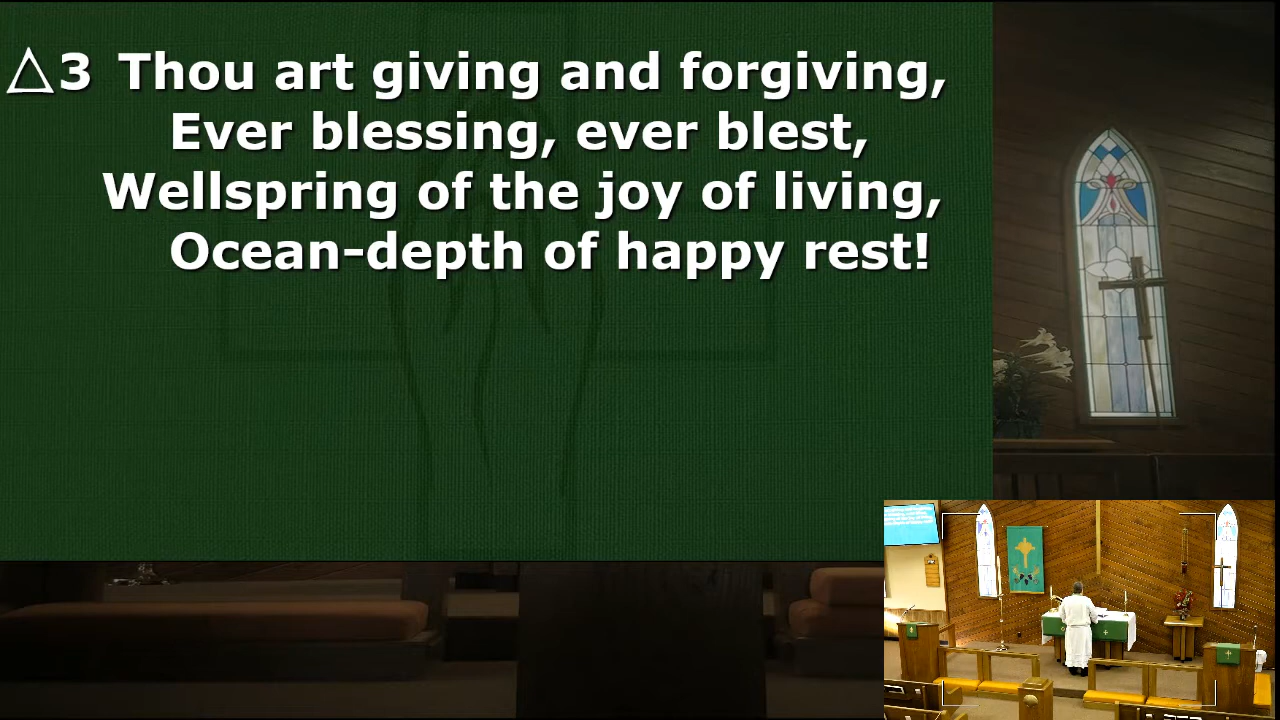 △3 Thou art giving and forgiving,
Ever blessing, ever blest,
Wellspring of the joy of living,
Ocean-depth of happy rest!